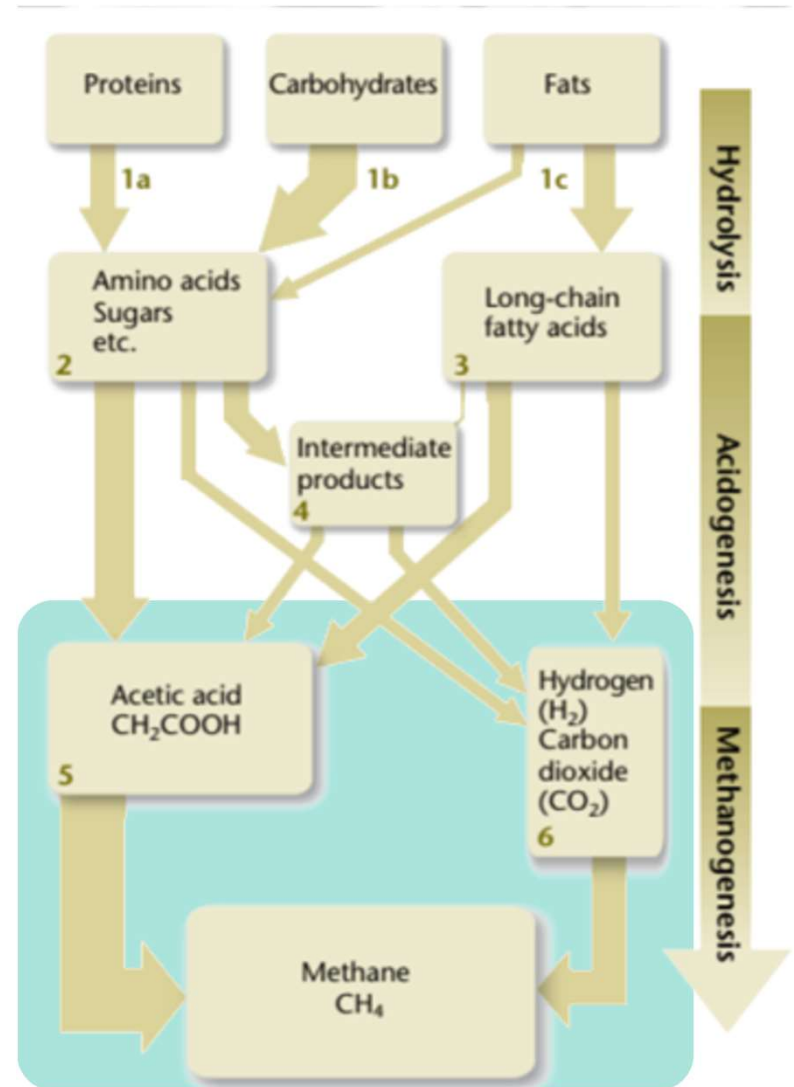 Proteins
Carbohydrates
Fats
1a
1b
1c
Hydrolysis
Amino acids
Sugars
etc.
2
Long-chain
fatty acids
3
Intermediate
products
4
Acidogenesis
Acetic acid
CH₂COOH
5
Hydrogen
(H₂)
Carbon
dioxide
(CO₂)
6
Methanogenesis
Methane
CH₄